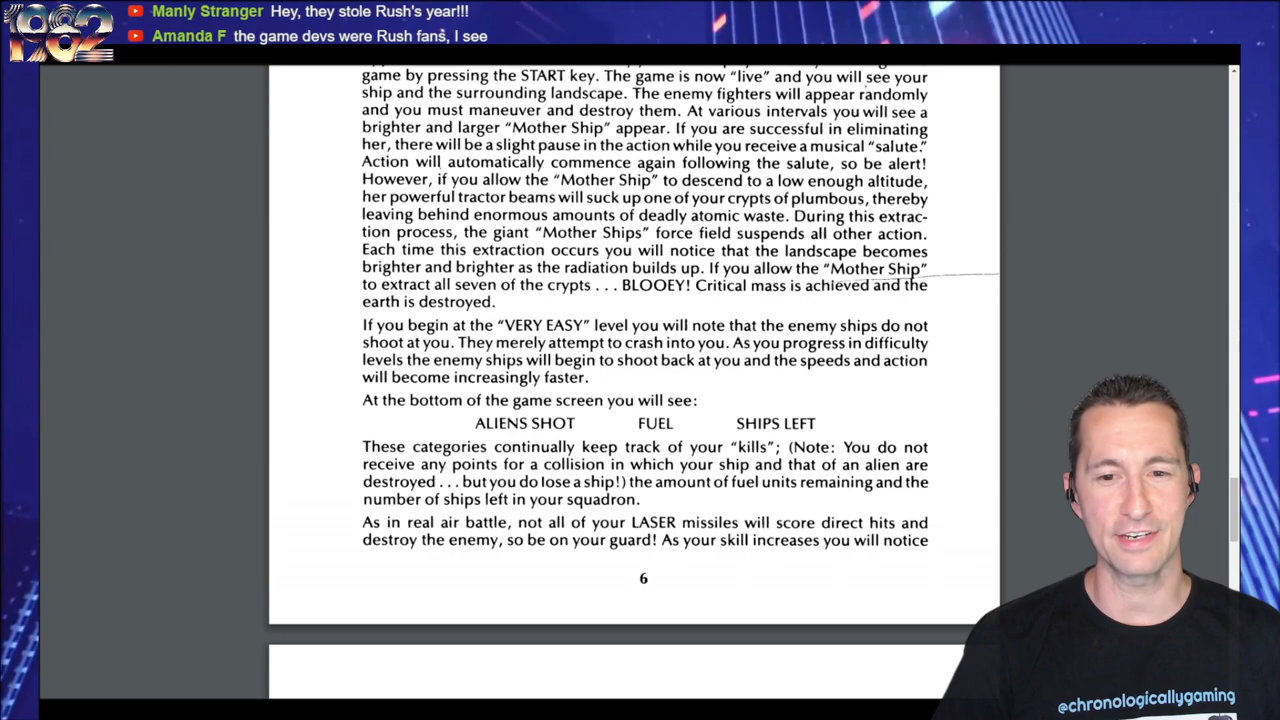 1982
Manly Stranger Hey, they stole Rush's year!!!
Amanda F the game devs were Rush fans, I see
game by pressing the START key. The game is now "live" and you will see your
ship and the surrounding landscape. The enemy fighters will appear randomly
and you must maneuver and destroy them. At various intervals you will see a
brighter and larger "Mother Ship" appear. If you are successful in eliminating
her, there will be a slight pause in the action while you receive a musical "salute."
Action will automatically commence again following the salute, so be alert!
However, if you allow the "Mother Ship" to descend to a low enough altitude,
her powerful tractor beams will suck up one of your crypts of plumbous, thereby
leaving behind enormous amounts of deadly atomic waste. During this extrac-
tion process, the giant "Mother Ships" force field suspends all other action.
Each time this extraction occurs you will notice that the landscape becomes
brighter and brighter as the radiation builds up. If you allow the "Mother Ship"
to extract all seven of the crypts . . . BLOOEY! Critical mass is achieved and the
earth is destroyed.
If you begin at the "VERY EASY" level you will note that the enemy ships do not
shoot at you. They merely attempt to crash into you. As you progress in difficulty
levels the enemy ships will begin to shoot back at you and the speeds and action
will become increasingly faster.
At the bottom of the game screen you will see:
ALIENS SHOT FUEL SHIPS LEFT
These categories continually keep track of your "kills"; (Note: You do not
receive any points for a collision in which your ship and that of an alien are
destroyed . . . but you do lose a ship!) the amount of fuel units remaining and the
number of ships left in your squadron.
As in real air battle, not all of your LASER missiles will score direct hits and
destroy the enemy, so be on your guard! As your skill increases you will notice
6
@chronologicallygaming